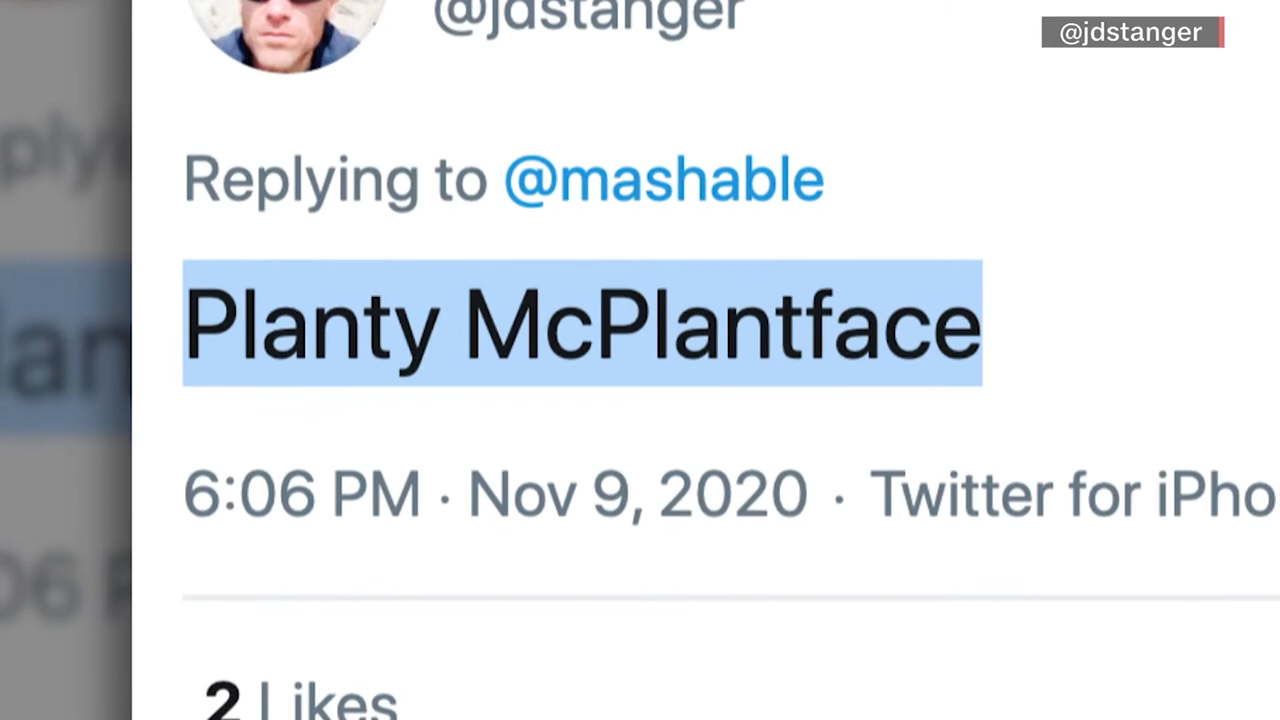 @jdstanger
@jdstanger
Replying to @mashable
Planty McPlantface
6:06 PM · Nov 9, 2020 · Twitter for iPho
2 Likes